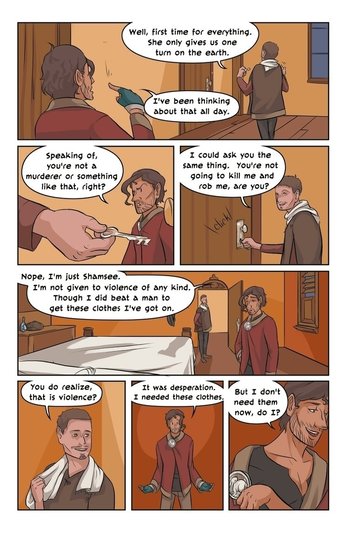 Well, first time for everything.
She only gives us one
turn on the earth.
I've been thinking
about that all day.
Speaking of,
you're not a
murderer or something
like that, right?
I could ask you the
same thing. You're not
going to kill me and
rob me, are you?
!click!
Nope, I'm just Shamsee.
I'm not given to violence of any kind.
Though I did beat a man to
get these clothes I've got on.
You do realize,
that is violence?
It was desperation.
I needed these clothes.
But I don't
need them
now, do I?